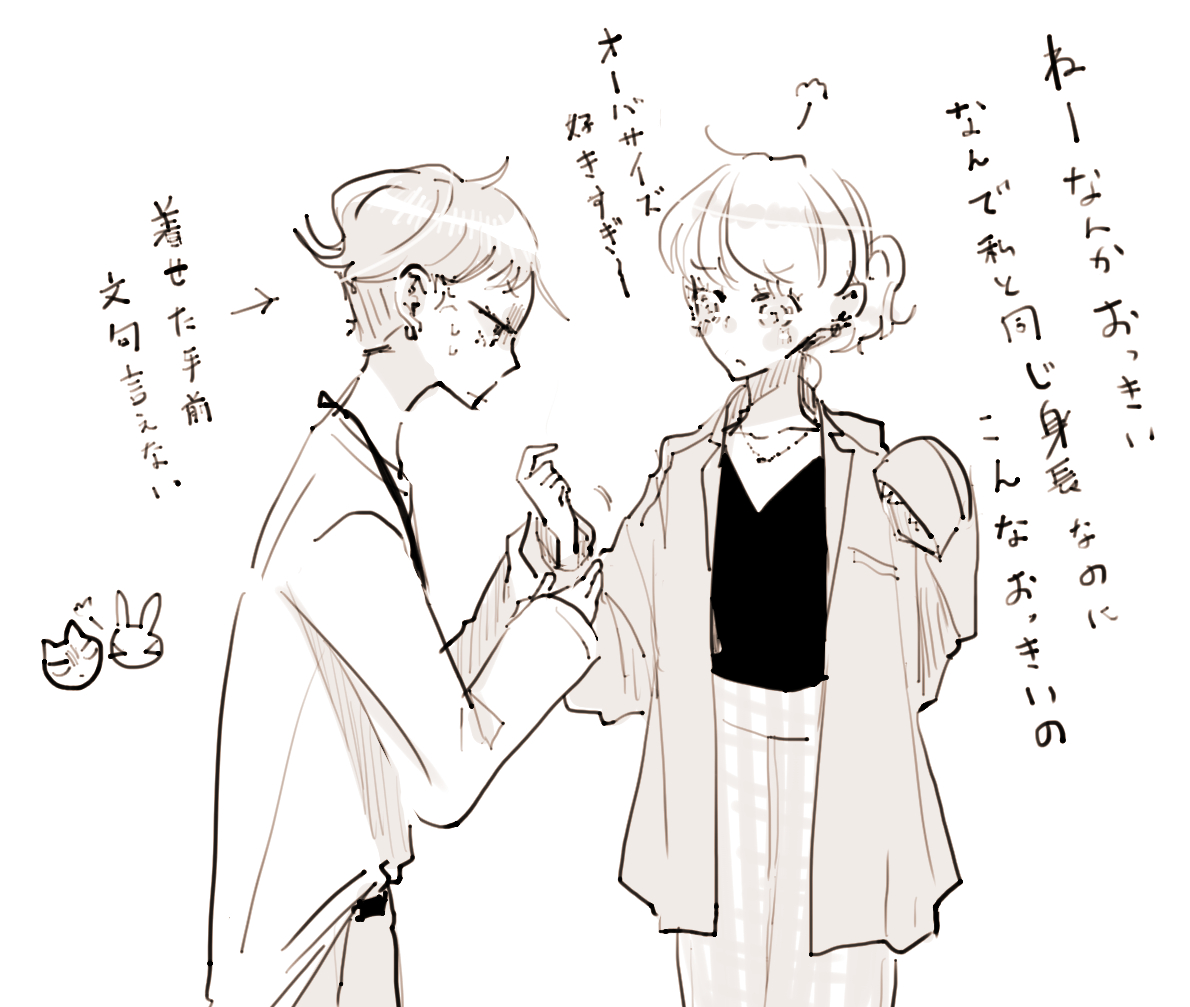 ねーなんかおっきい
なんで私と同じ身長なのに
こんなおっきいの
オーバサイズ
好きすぎー
着せた手前
文句言えない